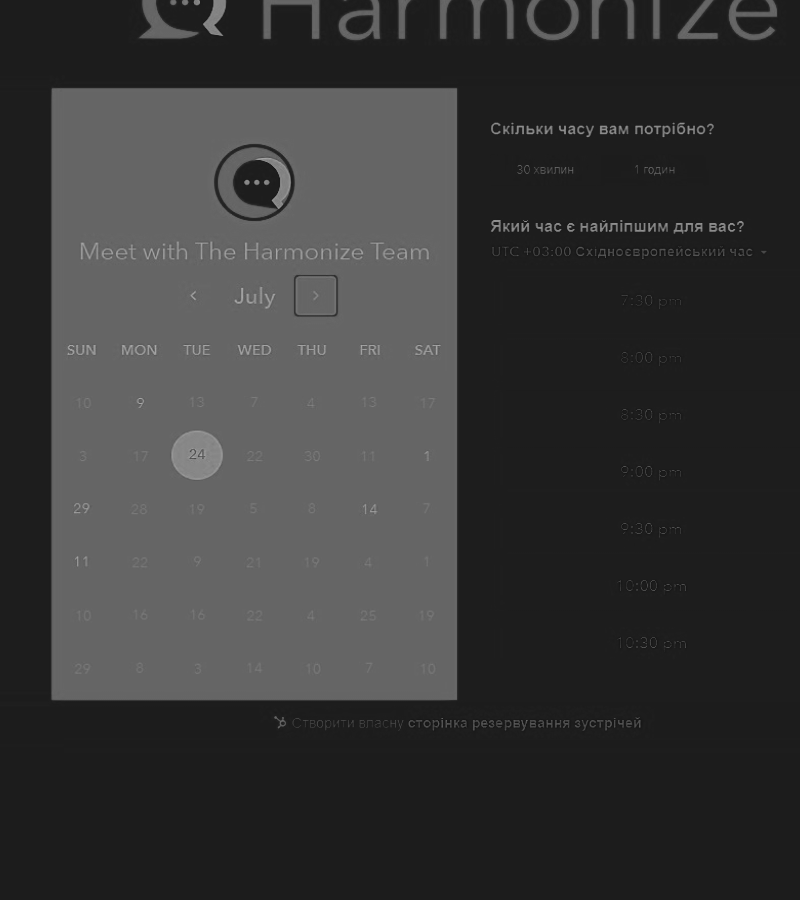 Harmonize
Meet with The Harmonize Team
July
SUN MON TUE WED THU FRI SAT
10 9 13 7 4 13 17
3 17 24 22 30 11 1
29 28 19 5 8 14 7
11 22 9 21 19 4 1
10 16 16 22 4 25 19
29 8 3 14 10 7 10
Скільки часу вам потрібно?
30 хвилин 1 годин
Який час є найліпшим для вас?
UTC +03:00 Східноєвропейський час
7:30 pm
8:00 pm
8:30 pm
9:00 pm
9:30 pm
10:00 pm
10:30 pm
Створити власну сторінка резервування зустрічей